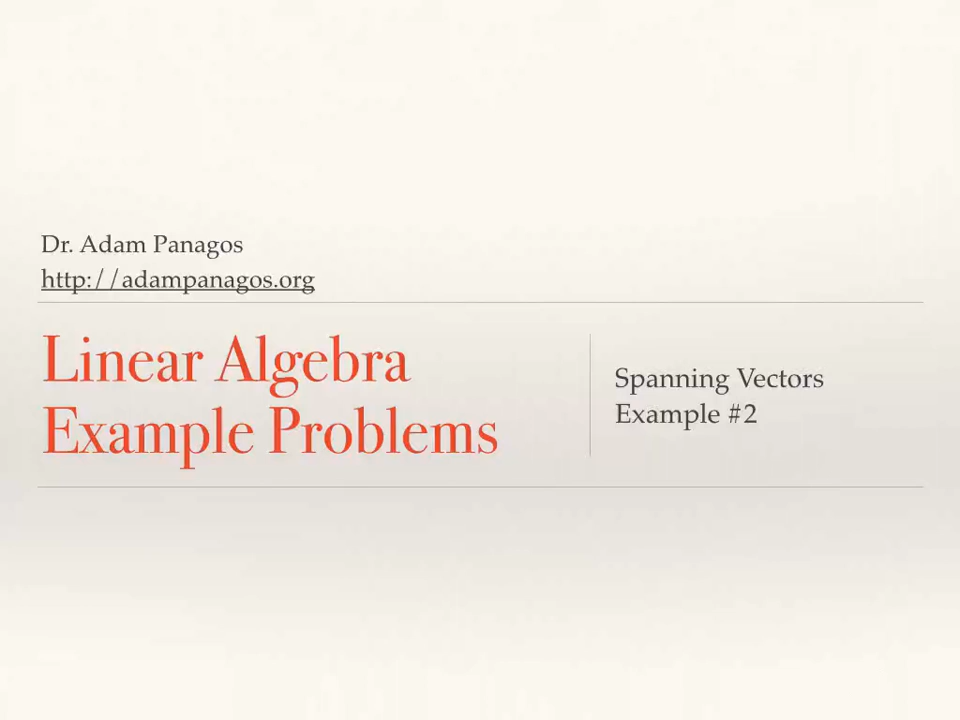 Dr. Adam Panagos
http://adampanagos.org
Linear Algebra
Example Problems
Spanning Vectors
Example #2